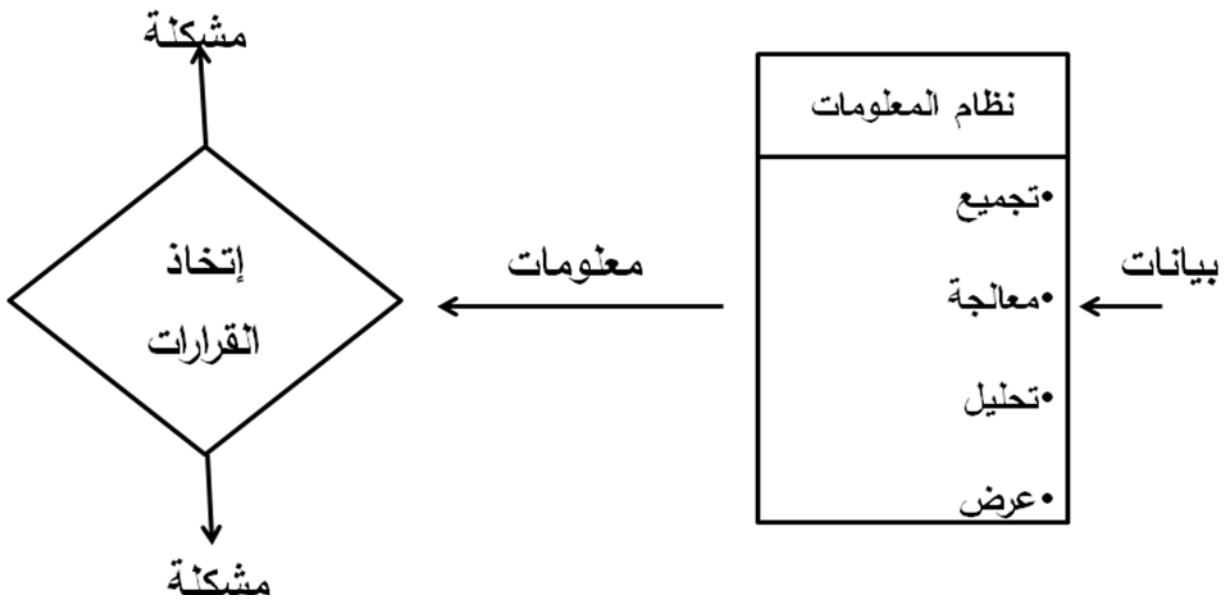 مشكلة
نظام المعلومات
•تجميع
بيانات
•معالجة
•تحليل
•عرض
معلومات
إتخاذ
القرارات
مشكلة